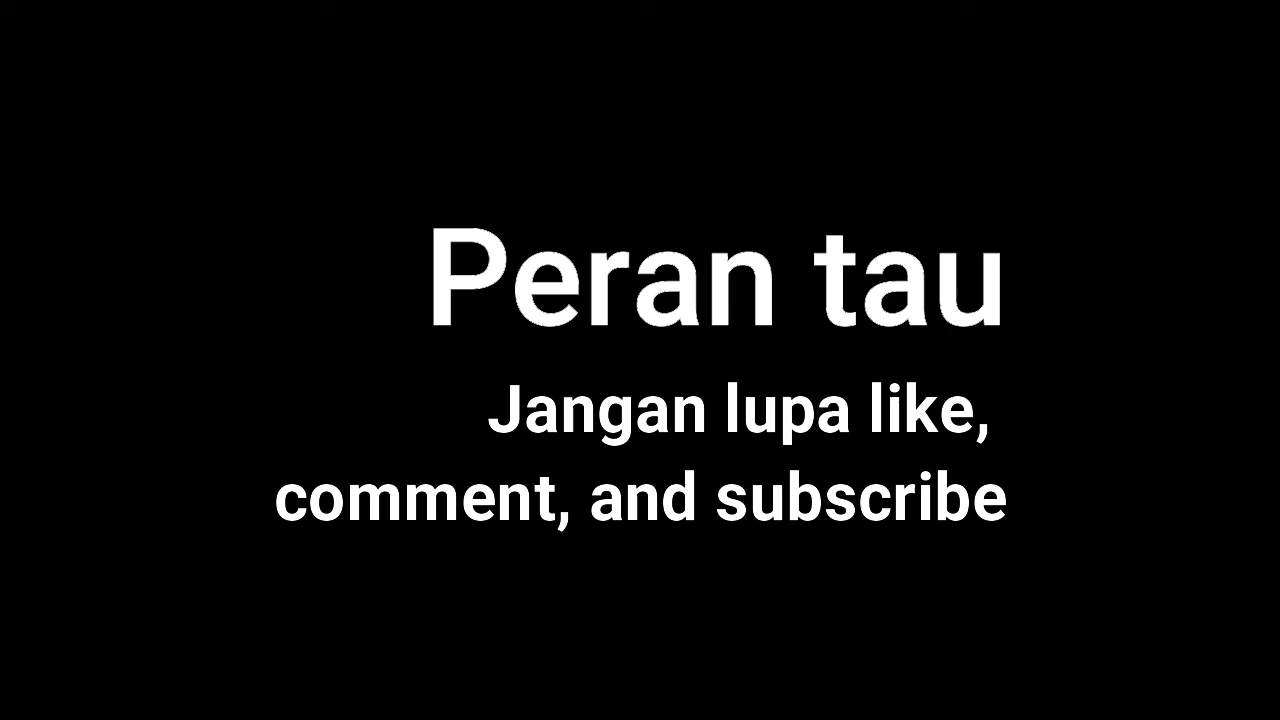 Peran tau
Jangan lupa like,
comment, and subscribe